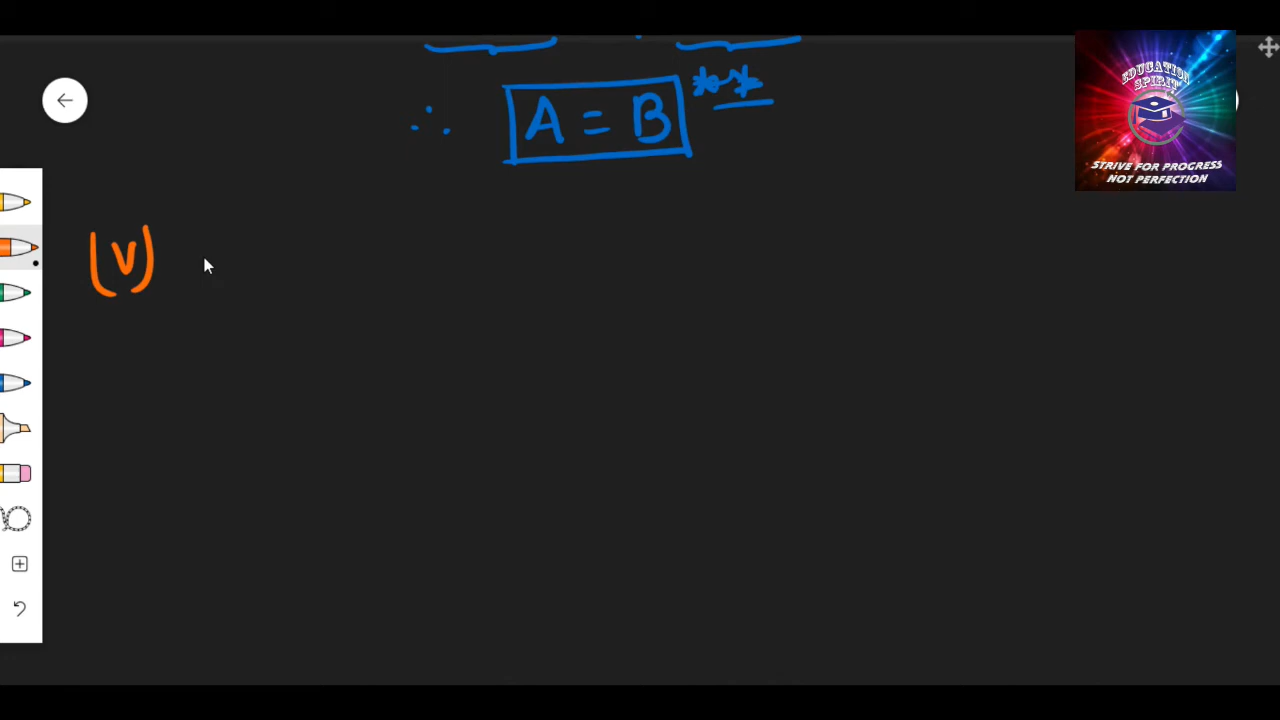 EDUCATION
SPIRIT
STRIVE FOR PROGRESS
NOT PERFECTION
∴ A = B **
(V)